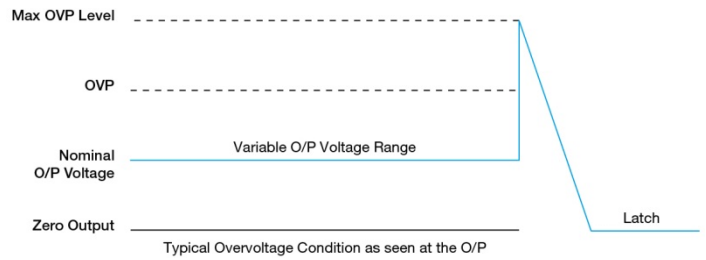 Max OVP Level
OVP
Variable O/P Voltage Range
Nominal
O/P Voltage
Zero Output
Latch
Typical Overvoltage Condition as seen at the O/P